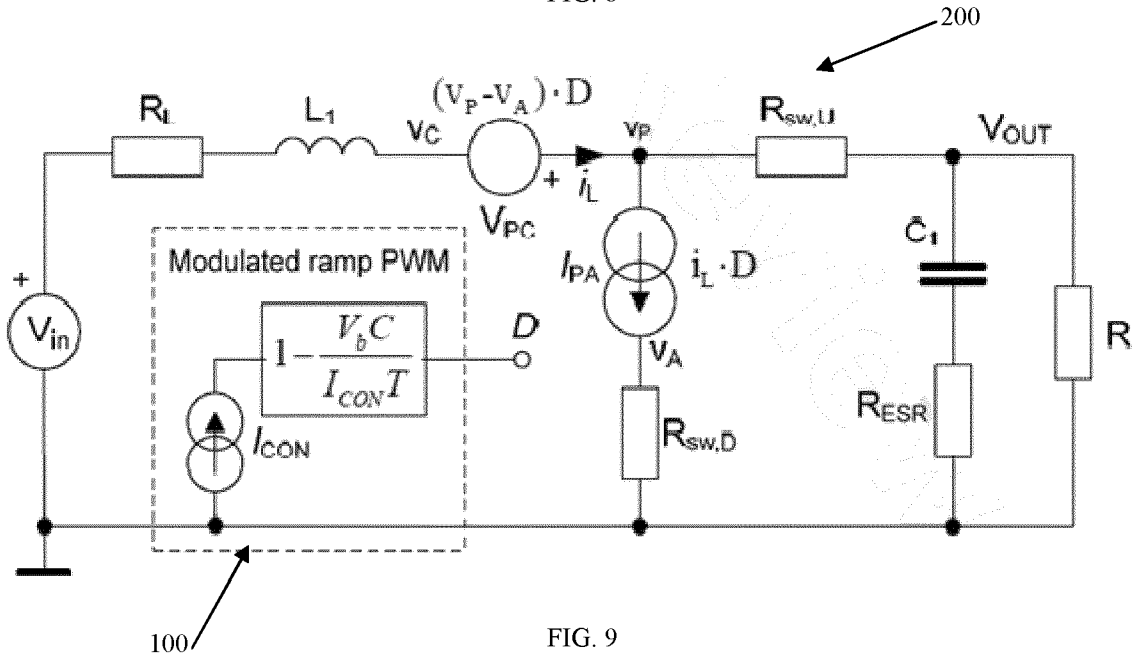 200
(V_P-V_A)·D
R_L
L_1
v_C
v_P
R_sw,U
V_OUT
+
i_L
V_PC
Modulated ramp PWM
I_PA
i_L·D
Ĉ_1
+
V_in
1 - V_b C / I_CON T
D
R
v_A
I_CON
R_ESR
R_sw,D
100
FIG. 9